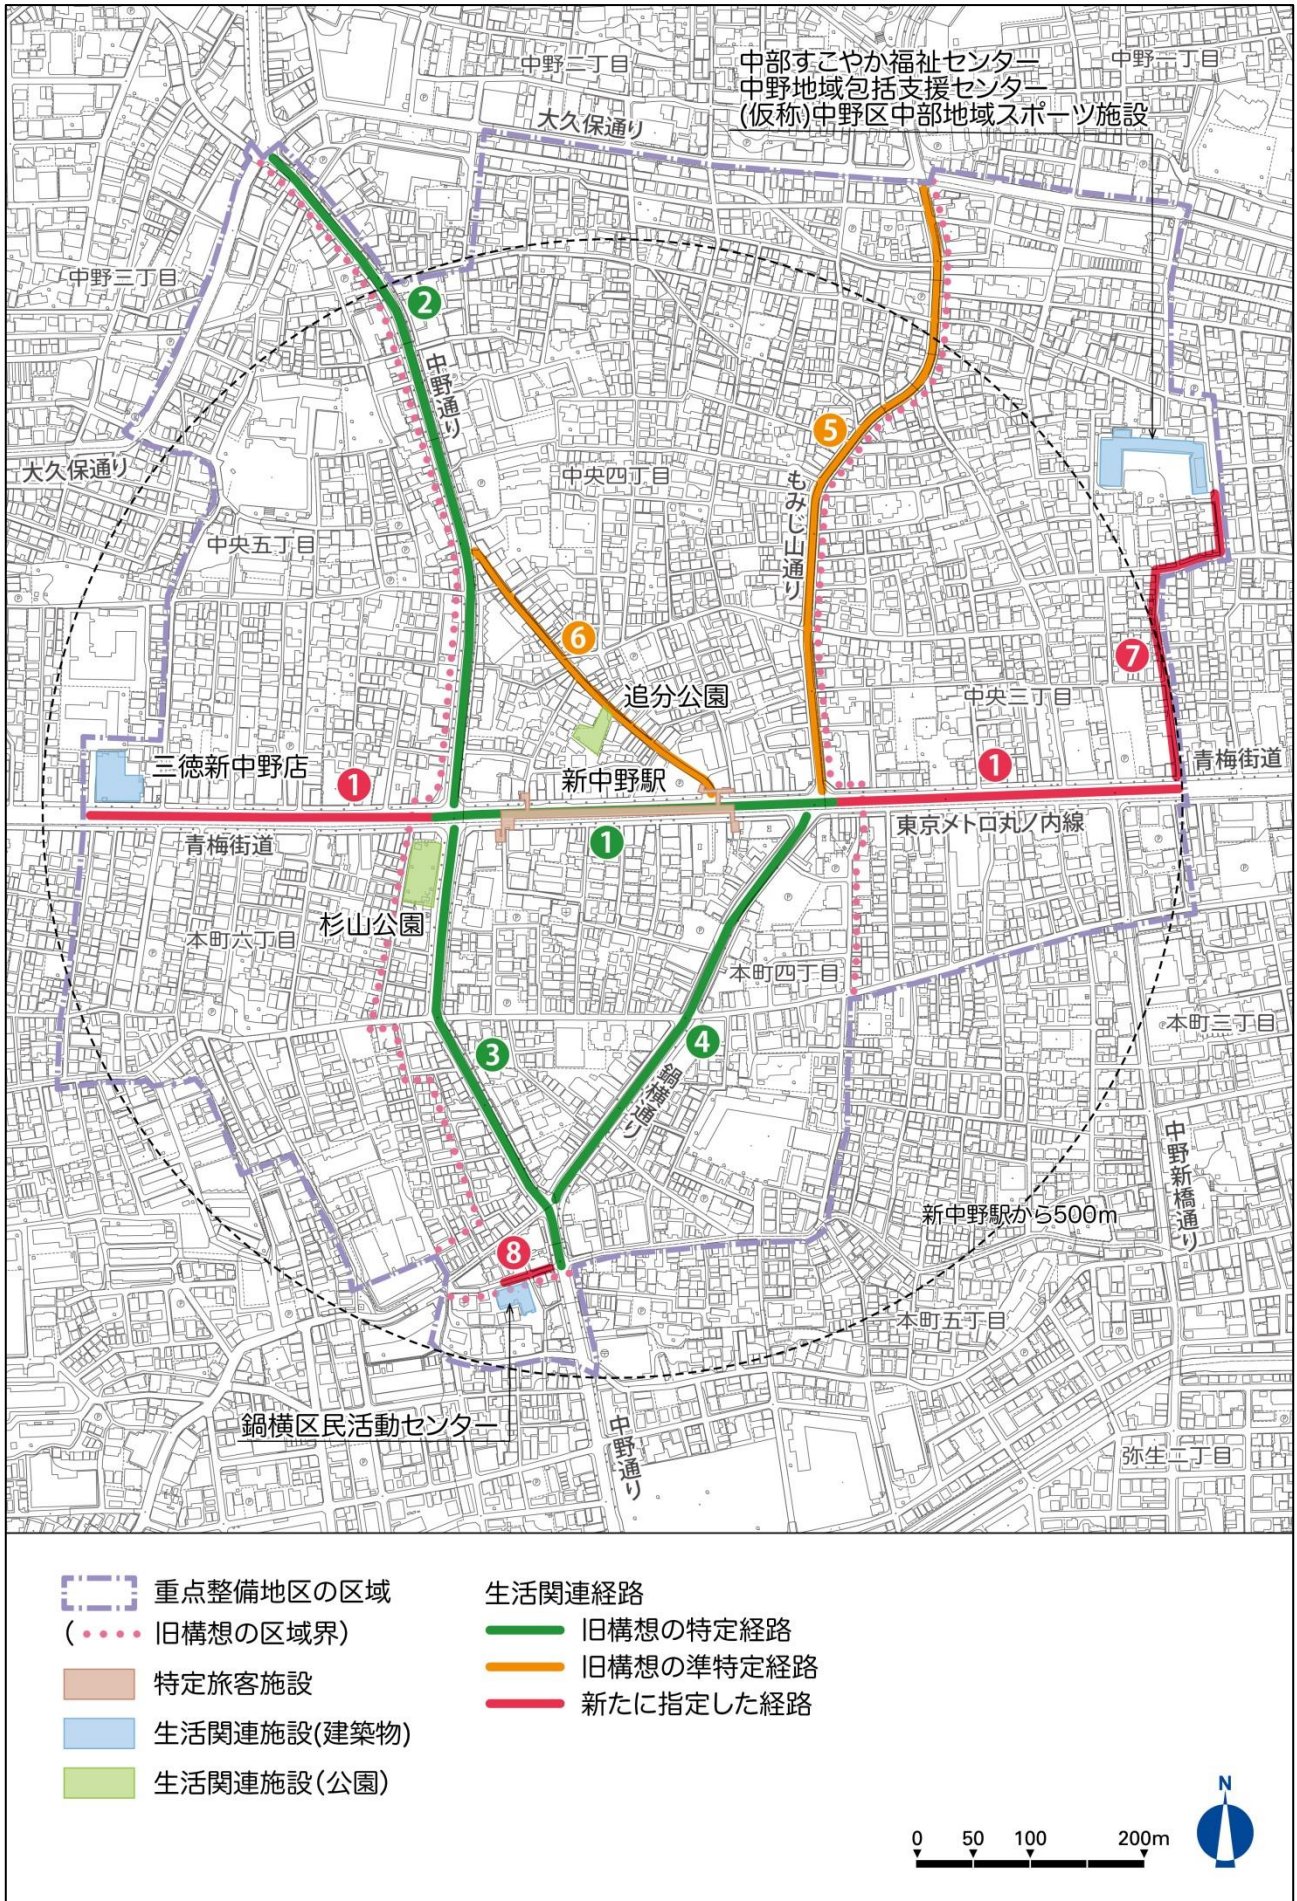 中野二丁目
中部すこやか福祉センター
中野地域包括支援センター
(仮称)中野区中部地域スポーツ施設
中野一丁目
大久保通り
中野三丁目
2
中野通り
大久保通り
中央四丁目
5
もみじ山通り
中央五丁目
6
7
追分公園
中央三丁目
三徳新中野店
1
新中野駅
1
青梅街道
青梅街道
1
東京メトロ丸ノ内線
杉山公園
本町六丁目
本町四丁目
本町三丁目
3
4
鍋横通り
中野新橋通り
新中野駅から500m
8
本町五丁目
鍋横区民活動センター
中野通り
弥生二丁目
重点整備地区の区域
(旧構想の区域界)
特定旅客施設
生活関連施設(建築物)
生活関連施設(公園)
生活関連経路
旧構想の特定経路
旧構想の準特定経路
新たに指定した経路
N
0 50 100 200m